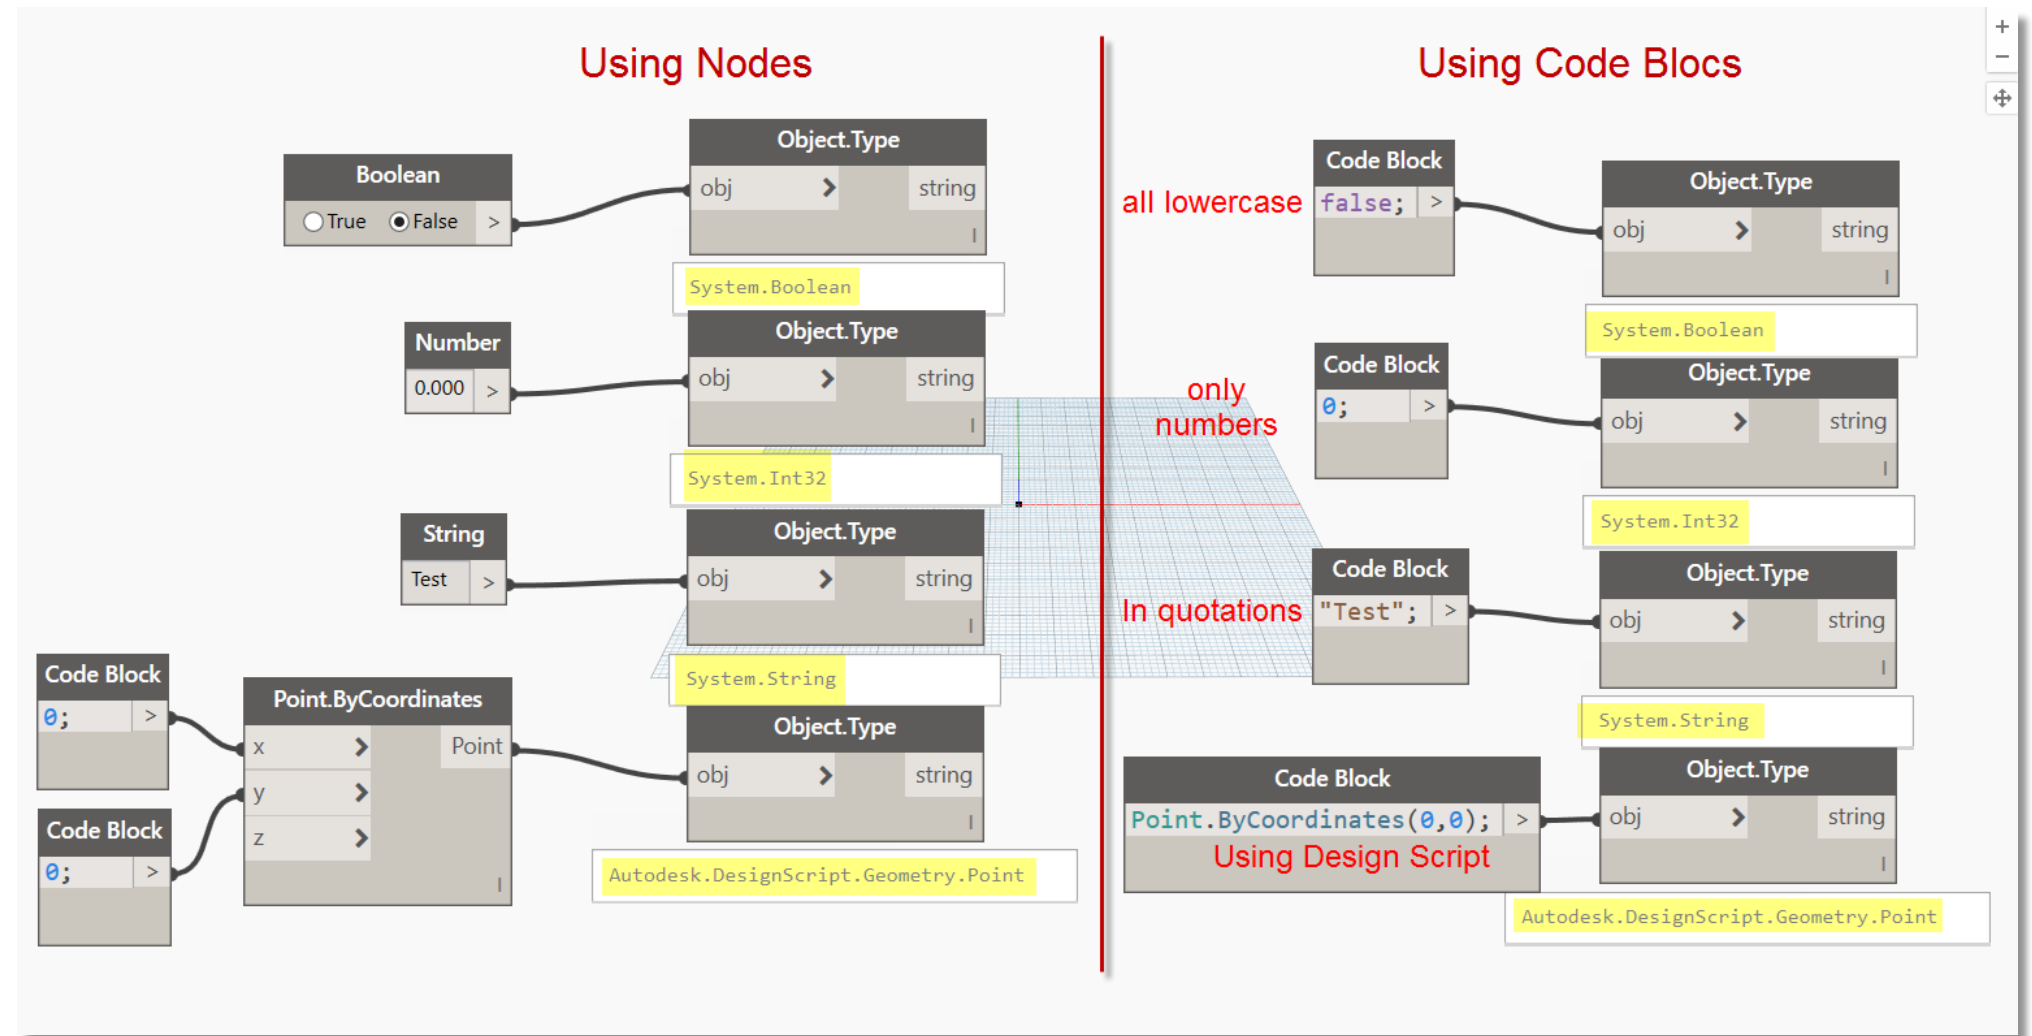 Using Nodes
Boolean
True False >
Object.Type
obj > string
l
System.Boolean
Number
0.000 >
Object.Type
obj > string
l
System.Int32
String
Test >
Object.Type
obj > string
l
System.String
Code Block
0; >
Code Block
0; >
Point.ByCoordinates
x > Point
y >
z >
l
Object.Type
obj > string
l
Autodesk.DesignScript.Geometry.Point
Using Code Blocs
all lowercase
Code Block
false; >
Object.Type
obj > string
l
System.Boolean
only
numbers
Code Block
0; >
Object.Type
obj > string
l
System.Int32
In quotations
Code Block
"Test"; >
Object.Type
obj > string
l
System.String
Code Block
Point.ByCoordinates(0,0); >
Using Design Script
Object.Type
obj > string
l
Autodesk.DesignScript.Geometry.Point
+
−